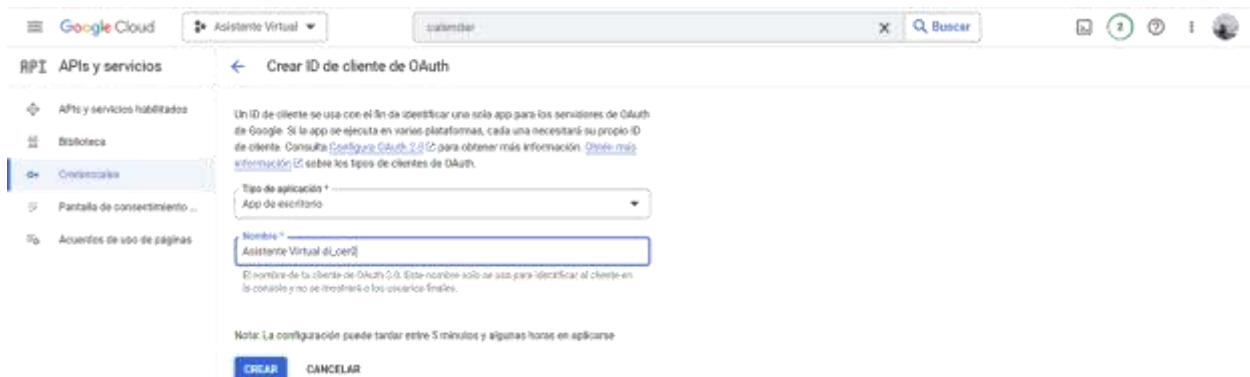 Google Cloud
Asistente Virtual
calendar
Buscar
2
API APIs y servicios
Crear ID de cliente de OAuth
APIs y servicios habilitados
Biblioteca
Credenciales
Pantalla de consentimiento ...
Acuerdos de uso de páginas
Un ID de cliente se usa con el fin de identificar una sola app para los servidores de OAuth
de Google. Si la app se ejecuta en varias plataformas, cada una necesitará su propio ID
de cliente. Consulta Configura OAuth 2.0 para obtener más información. Obtén más
información sobre los tipos de clientes de OAuth.
Tipo de aplicación *
App de escritorio
Nombre *
Asistente Virtual
El nombre de tu cliente de OAuth 2.0. Este nombre solo se usa para identificar al cliente en
la consola y no se mostrará a los usuarios finales.
Nota: La configuración puede tardar entre 5 minutos y algunas horas en aplicarse
CREAR CANCELAR